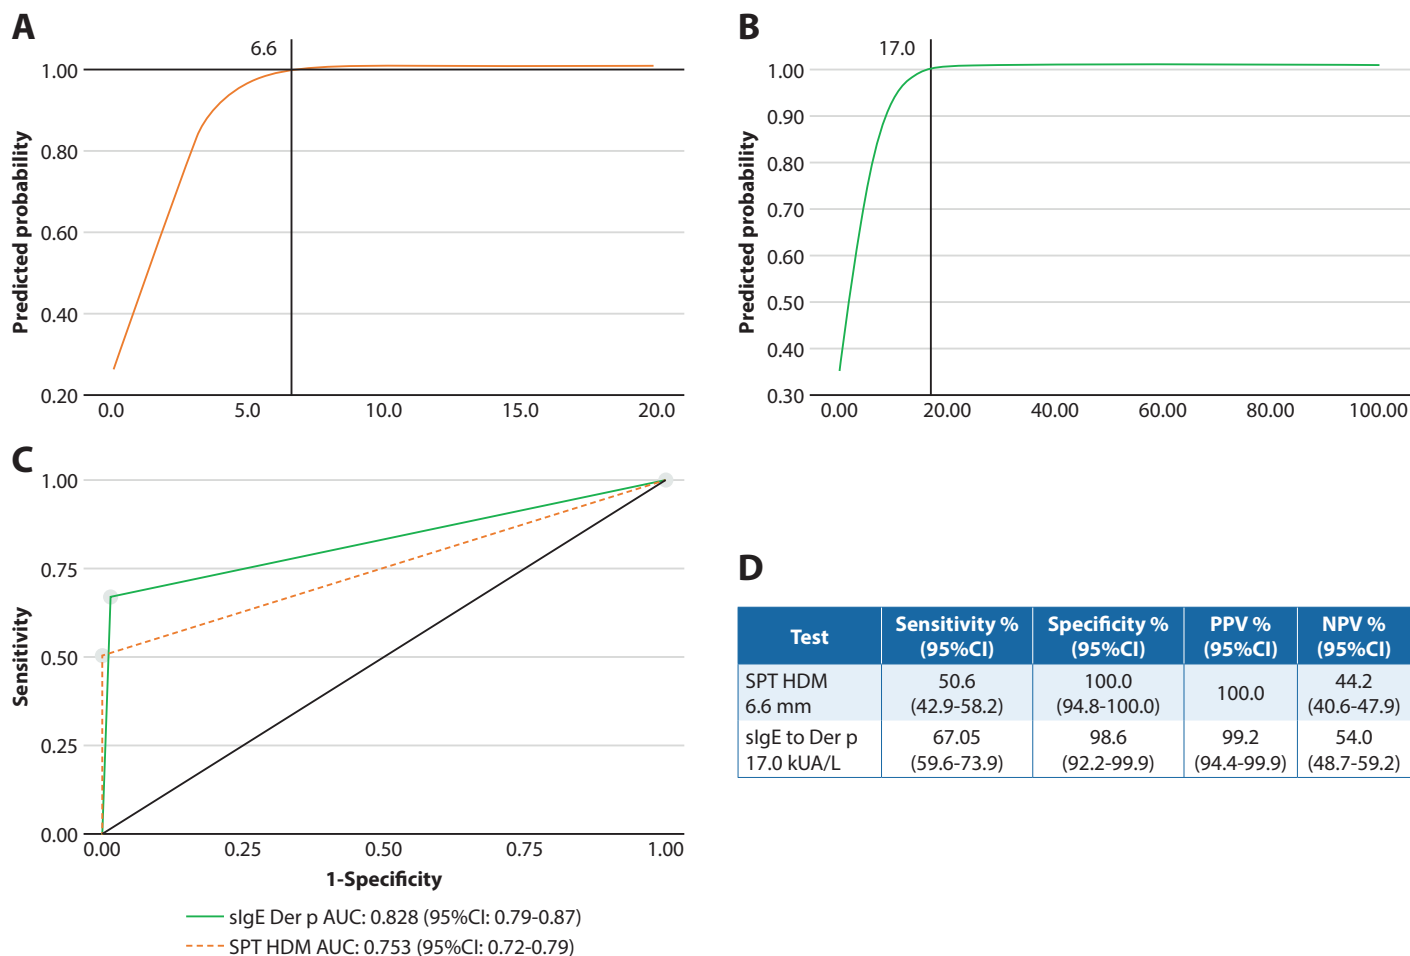 A
6.6
1.00
0.80
0.60
0.40
0.20
Predicted probability
0.0 5.0 10.0 15.0 20.0
B
17.0
1.00
0.90
0.80
0.70
0.60
0.50
0.40
0.30
Predicted probability
0.00 20.00 40.00 60.00 80.00 100.00
C
1.00
0.75
0.50
0.25
0.00
Sensitivity
0.00 0.25 0.50 0.75 1.00
1-Specificity
sIgE Der p AUC: 0.828 (95%CI: 0.79-0.87)
SPT HDM AUC: 0.753 (95%CI: 0.72-0.79)
D
Test Sensitivity % Specificity % PPV % NPV %
(95%CI) (95%CI) (95%CI) (95%CI)
SPT HDM 50.6 100.0 100.0 44.2
6.6 mm (42.9-58.2) (94.8-100.0) (40.6-47.9)
sIgE to Der p 67.05 98.6 99.2 54.0
17.0 kUA/L (59.6-73.9) (92.2-99.9) (94.4-99.9) (48.7-59.2)